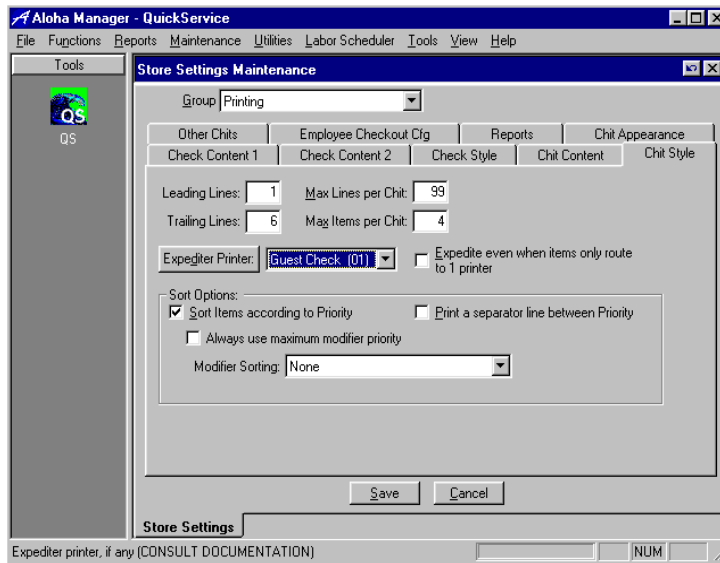 Aloha Manager - QuickService
File Functions Reports Maintenance Utilities Labor Scheduler Tools View Help
Tools
QS
QS
Store Settings Maintenance
Group Printing
Other Chits Employee Checkout Cfg Reports Chit Appearance
Check Content 1 Check Content 2 Check Style Chit Content Chit Style
Leading Lines: 1 Max Lines per Chit: 99
Trailing Lines: 6 Max Items per Chit: 4
Expediter Printer: Guest Check (01) Expedite even when items only route
to 1 printer
Sort Options:
Sort Items according to Priority Print a separator line between Priority
Always use maximum modifier priority
Modifier Sorting: None
Save Cancel
Store Settings
Expediter printer, if any (CONSULT DOCUMENTATION) NUM